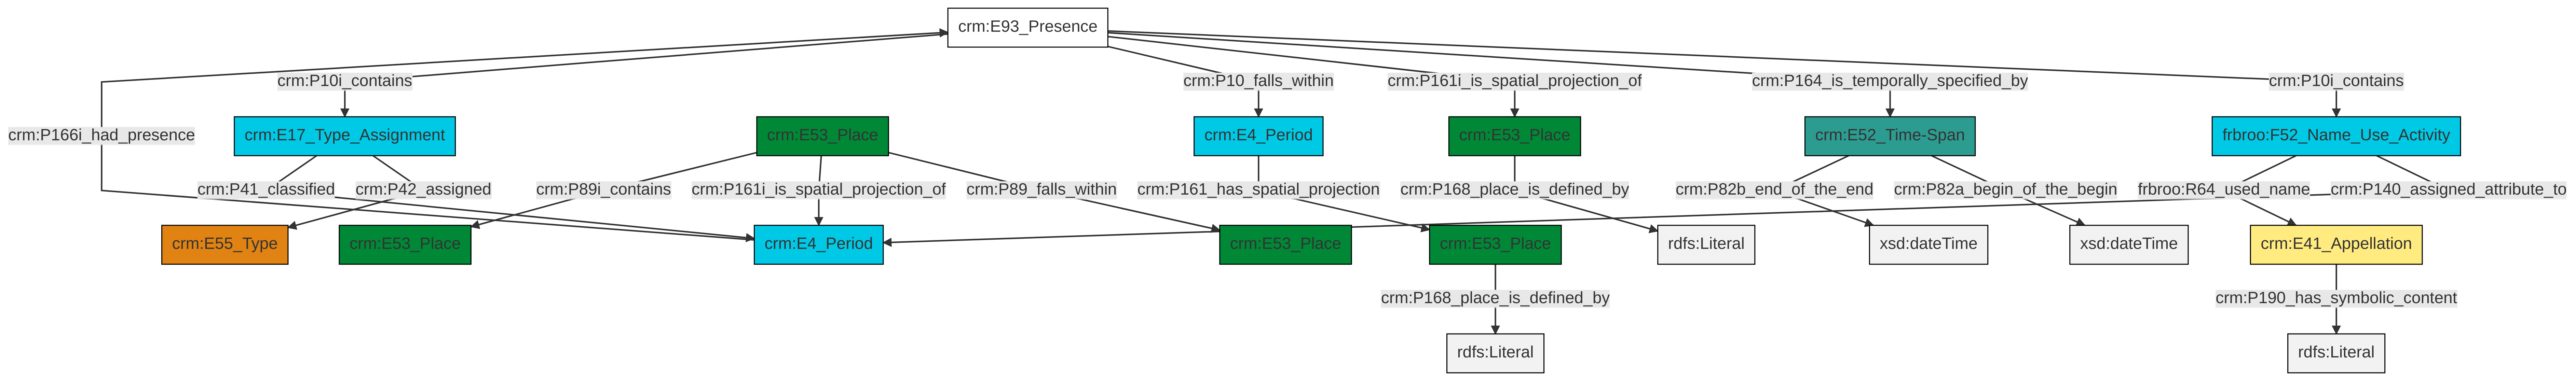 crm:E93_Presence
crm:P10i_contains
crm:P10_falls_within
crm:P161i_is_spatial_projection_of
crm:P164_is_temporally_specified_by
crm:P10i_contains
crm:P166i_had_presence
crm:E17_Type_Assignment
crm:E53_Place
crm:E4_Period
crm:E53_Place
crm:E52_Time-Span
frbroo:F52_Name_Use_Activity
crm:P41_classified
crm:P42_assigned
crm:P89i_contains
crm:P161i_is_spatial_projection_of
crm:P89_falls_within
crm:P161_has_spatial_projection
crm:P168_place_is_defined_by
crm:P82b_end_of_the_end
crm:P82a_begin_of_the_begin
frbroo:R64_used_name
crm:P140_assigned_attribute_to
crm:E55_Type
crm:E53_Place
crm:E4_Period
crm:E53_Place
crm:E53_Place
rdfs:Literal
xsd:dateTime
xsd:dateTime
crm:E41_Appellation
crm:P168_place_is_defined_by
crm:P190_has_symbolic_content
rdfs:Literal
rdfs:Literal